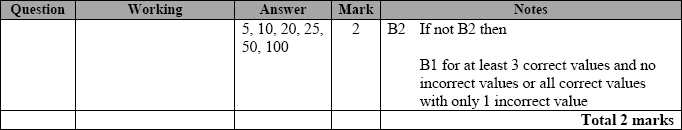 Question Working Answer Mark Notes
5, 10, 20, 25, 2 B2 If not B2 then
50, 100
B1 for at least 3 correct values and no
incorrect values or all correct values
with only 1 incorrect value
Total 2 marks